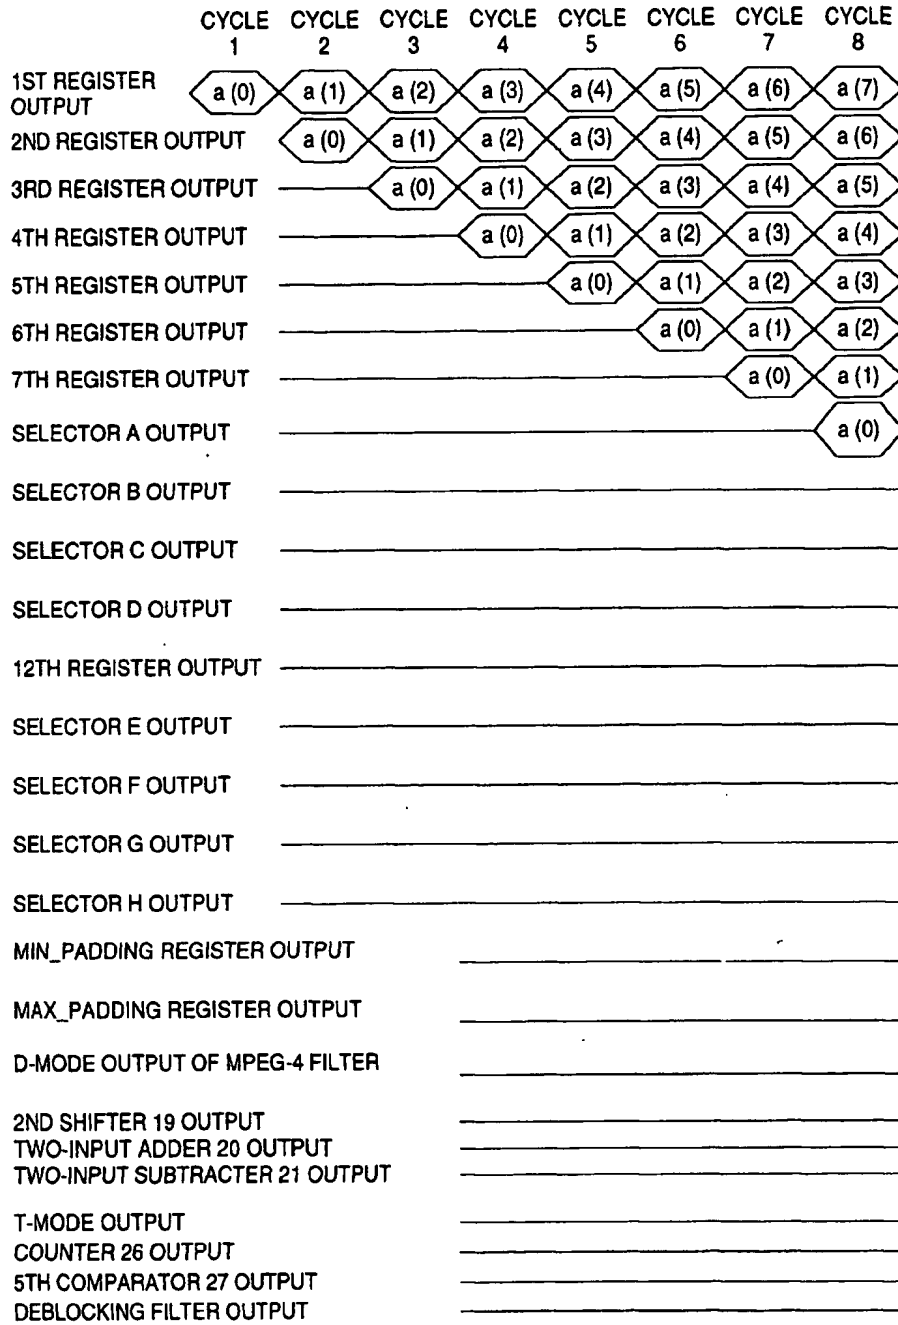 CYCLE CYCLE CYCLE CYCLE CYCLE CYCLE CYCLE CYCLE
1 2 3 4 5 6 7 8
1ST REGISTER
OUTPUT
a (0) a (1) a (2) a (3) a (4) a (5) a (6) a (7)
2ND REGISTER OUTPUT a (0) a (1) a (2) a (3) a (4) a (5) a (6)
3RD REGISTER OUTPUT a (0) a (1) a (2) a (3) a (4) a (5)
4TH REGISTER OUTPUT a (0) a (1) a (2) a (3) a (4)
5TH REGISTER OUTPUT a (0) a (1) a (2) a (3)
6TH REGISTER OUTPUT a (0) a (1) a (2)
7TH REGISTER OUTPUT a (0) a (1)
SELECTOR A OUTPUT a (0)
SELECTOR B OUTPUT
SELECTOR C OUTPUT
SELECTOR D OUTPUT
12TH REGISTER OUTPUT
SELECTOR E OUTPUT
SELECTOR F OUTPUT
SELECTOR G OUTPUT
SELECTOR H OUTPUT
MIN_PADDING REGISTER OUTPUT
MAX_PADDING REGISTER OUTPUT
D-MODE OUTPUT OF MPEG-4 FILTER
2ND SHIFTER 19 OUTPUT
TWO-INPUT ADDER 20 OUTPUT
TWO-INPUT SUBTRACTER 21 OUTPUT
T-MODE OUTPUT
COUNTER 26 OUTPUT
5TH COMPARATOR 27 OUTPUT
DEBLOCKING FILTER OUTPUT